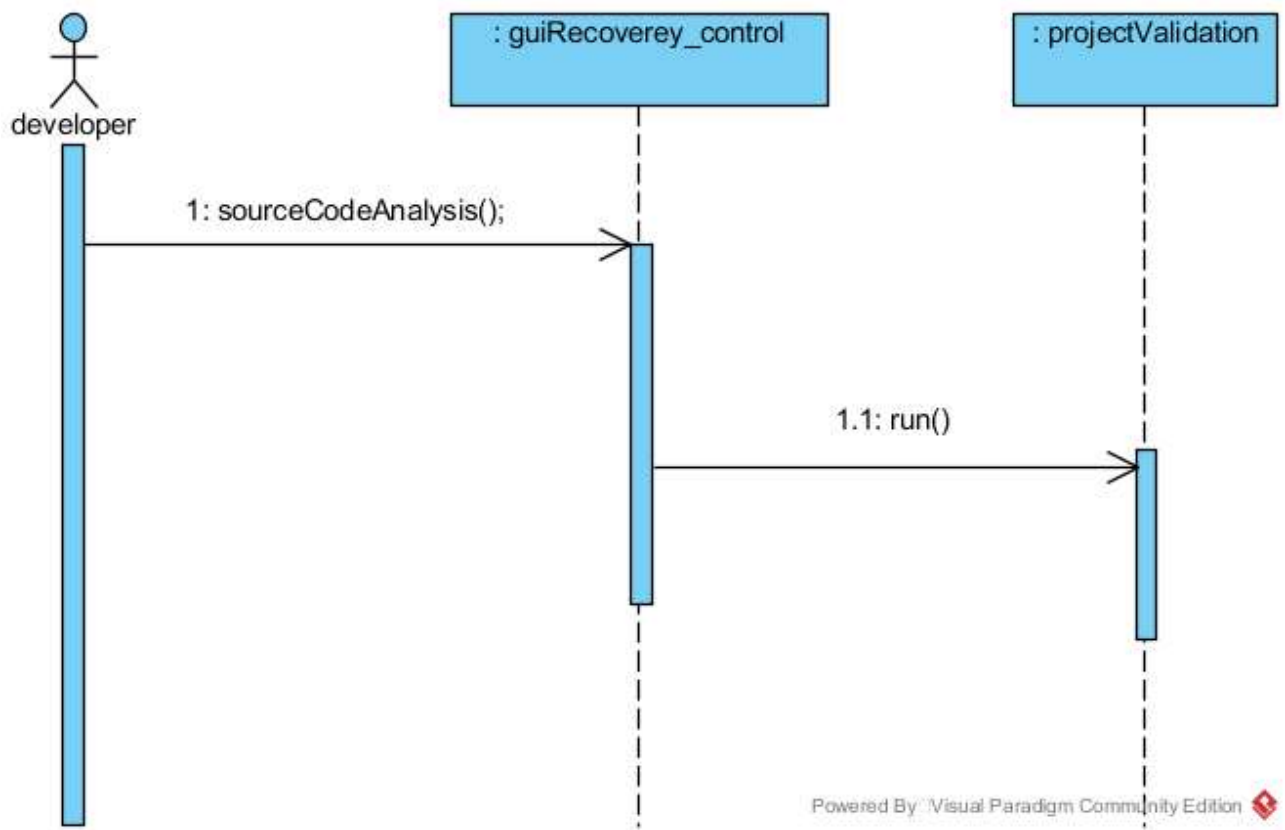 : guiRecoverey_control
: projectValidation
developer
1: sourceCodeAnalysis();
1.1: run()
Powered By Visual Paradigm Community Edition